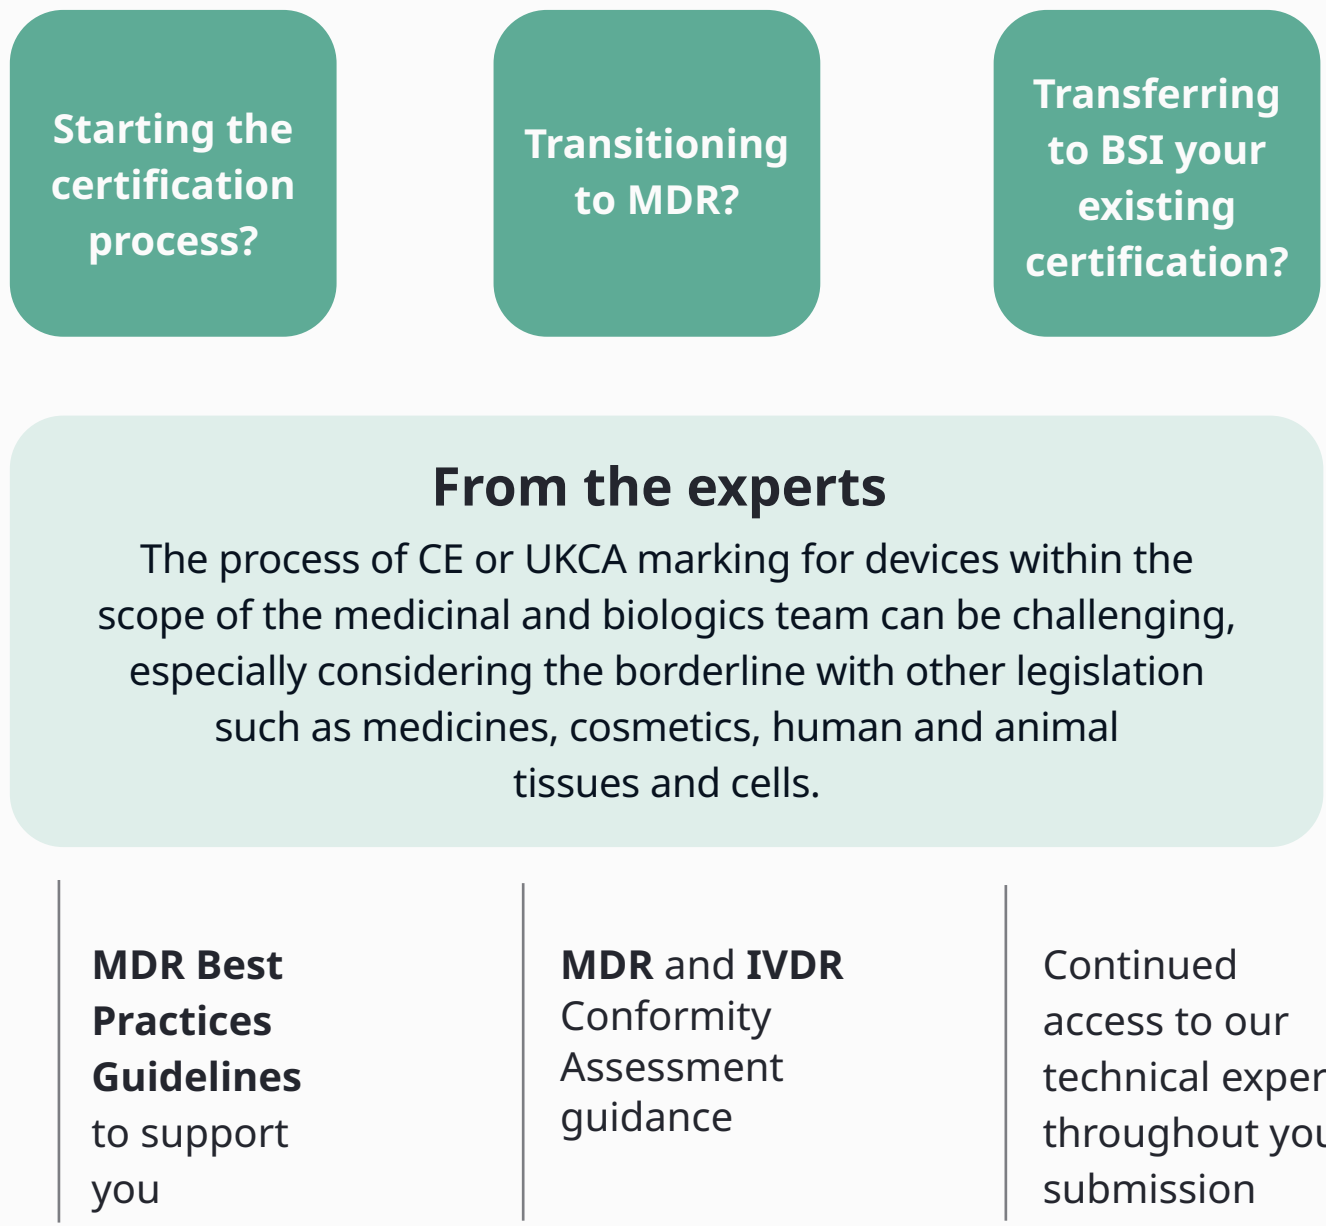 Starting the
certification
process?
Transitioning
to MDR?
Transferring
to BSI your
existing
certification?
From the experts
The process of CE or UKCA marking for devices within the
scope of the medicinal and biologics team can be challenging,
especially considering the borderline with other legislation
such as medicines, cosmetics, human and animal
tissues and cells.
MDR Best
Practices
Guidelines
to support
you
MDR and IVDR
Conformity
Assessment
guidance
Continued
access to our
technical
throughout
submission